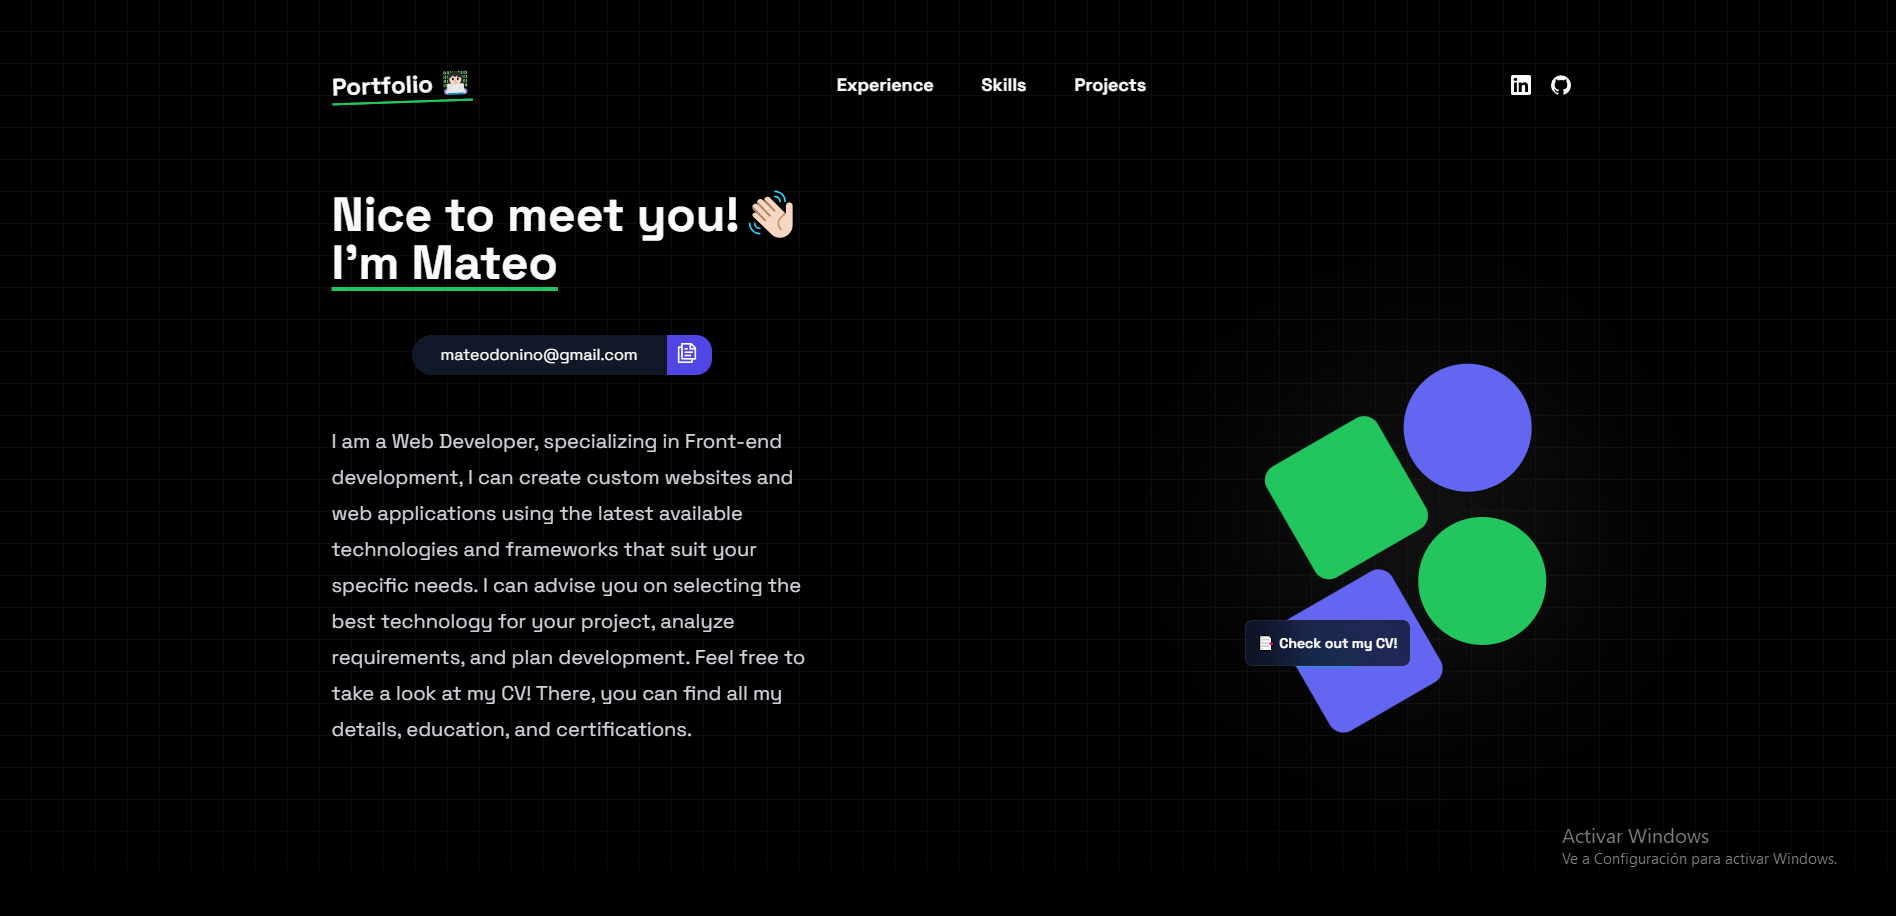 Portfolio
Experience Skills Projects
Nice to meet you!
I'm Mateo
mateodonino@gmail.com
I am a Web Developer, specializing in Front-end
development, I can create custom websites and
web applications using the latest available
technologies and frameworks that suit your
specific needs. I can advise you on selecting the
best technology for your project, analyze
requirements, and plan development. Feel free to
take a look at my CV! There, you can find all my
details, education, and certifications.
Check out my CV!
Activar Windows
Ve a Configuración para activar Windows.